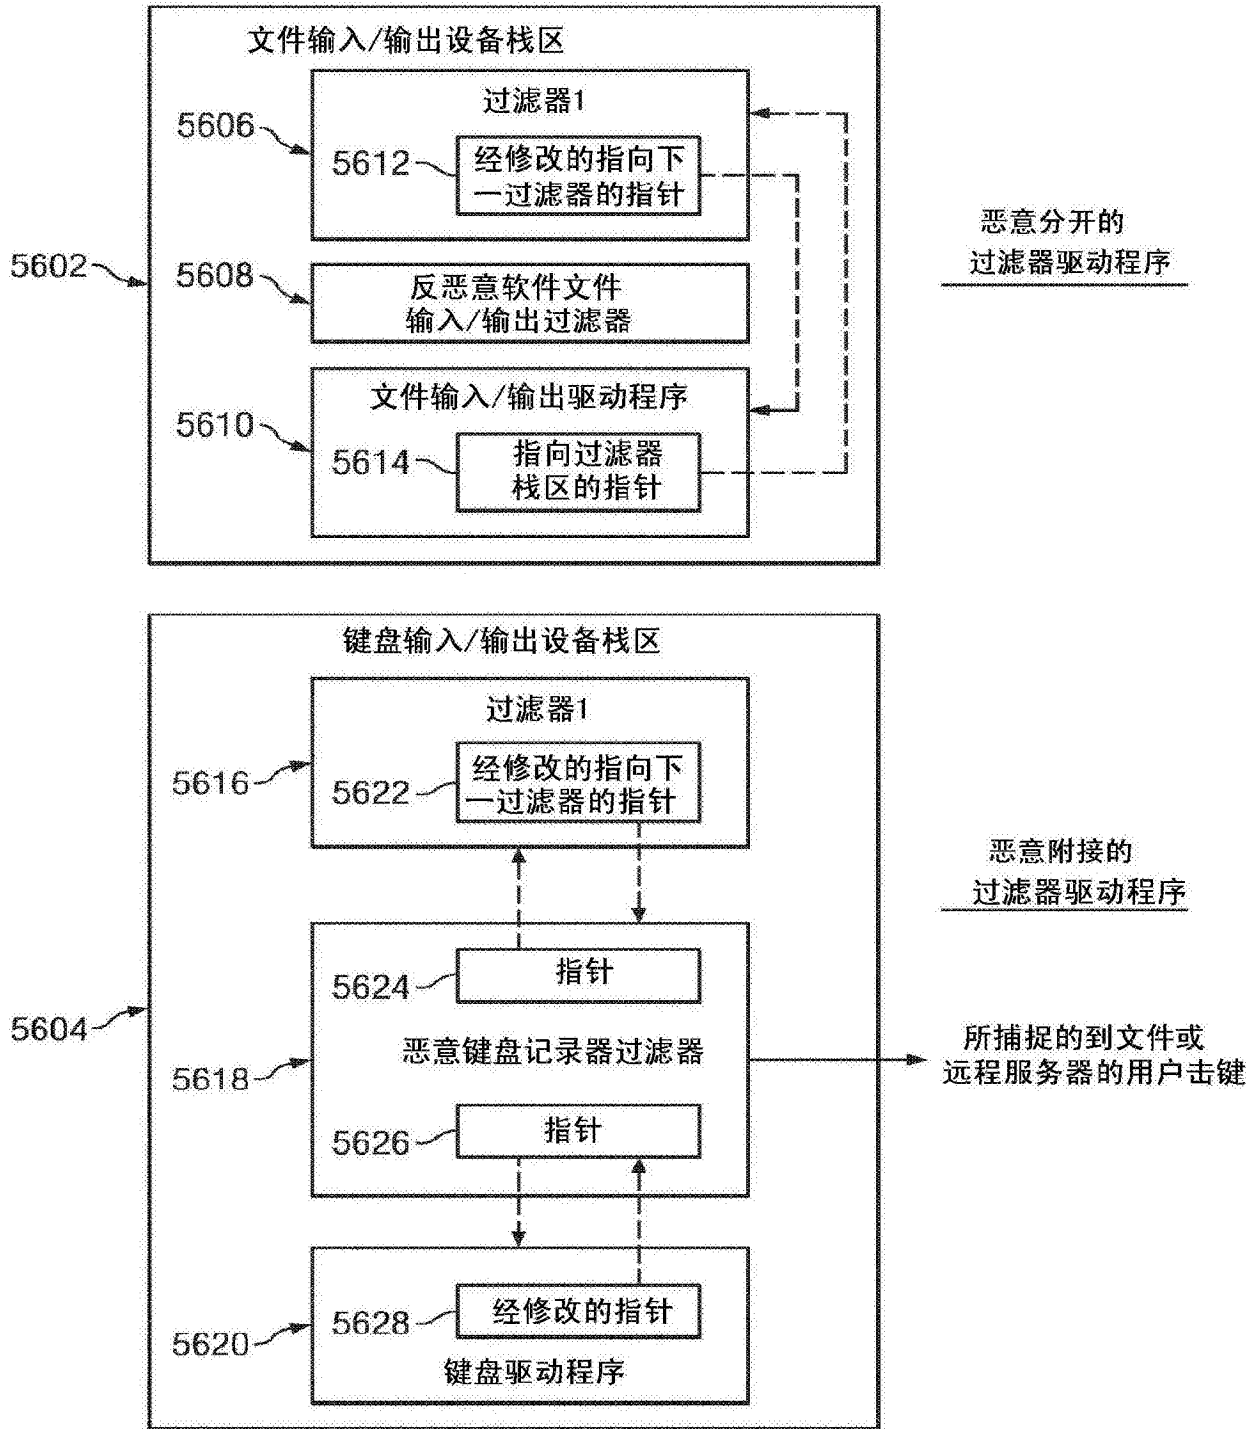 文件输入/输出设备栈区
过滤器1
5606
5612
经修改的指向下
一过滤器的指针
恶意分开的
过滤器驱动程序
5602
5608
反恶意软件文件
输入/输出过滤器
文件输入/输出驱动程序
5610
5614
指向过滤器
栈区的指针
键盘输入/输出设备栈区
过滤器1
5616
5622
经修改的指向下
一过滤器的指针
恶意附接的
过滤器驱动程序
5624
指针
5604
恶意键盘记录器过滤器
5618
所捕捉的到文件或
远程服务器的用户击键
5626
指针
5628
经修改的指针
5620
键盘驱动程序